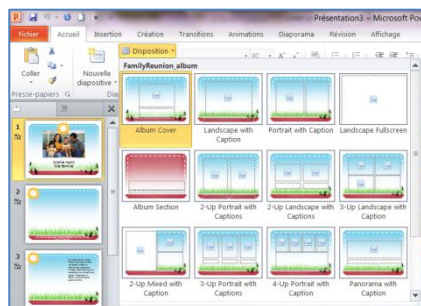 Présentation3 - Microsoft Pov
Fichier Accueil Insertion Création Transitions Animations Diaporama Révision Affichage
Disposition
Coller
Nouvelle diapositive
Presse-papiers Dia
FamilyReunion_album
Album Cover
Landscape with Caption
Portrait with Caption
Landscape Fullscreen
Album Section
2-Up Portrait with Captions
2-Up Landscape with Captions
3-Up Landscape with Captions
2-Up Mixed with Caption
3-Up Portrait with Caption
4-Up Portrait with Caption
Panorama with Caption
1
2
3